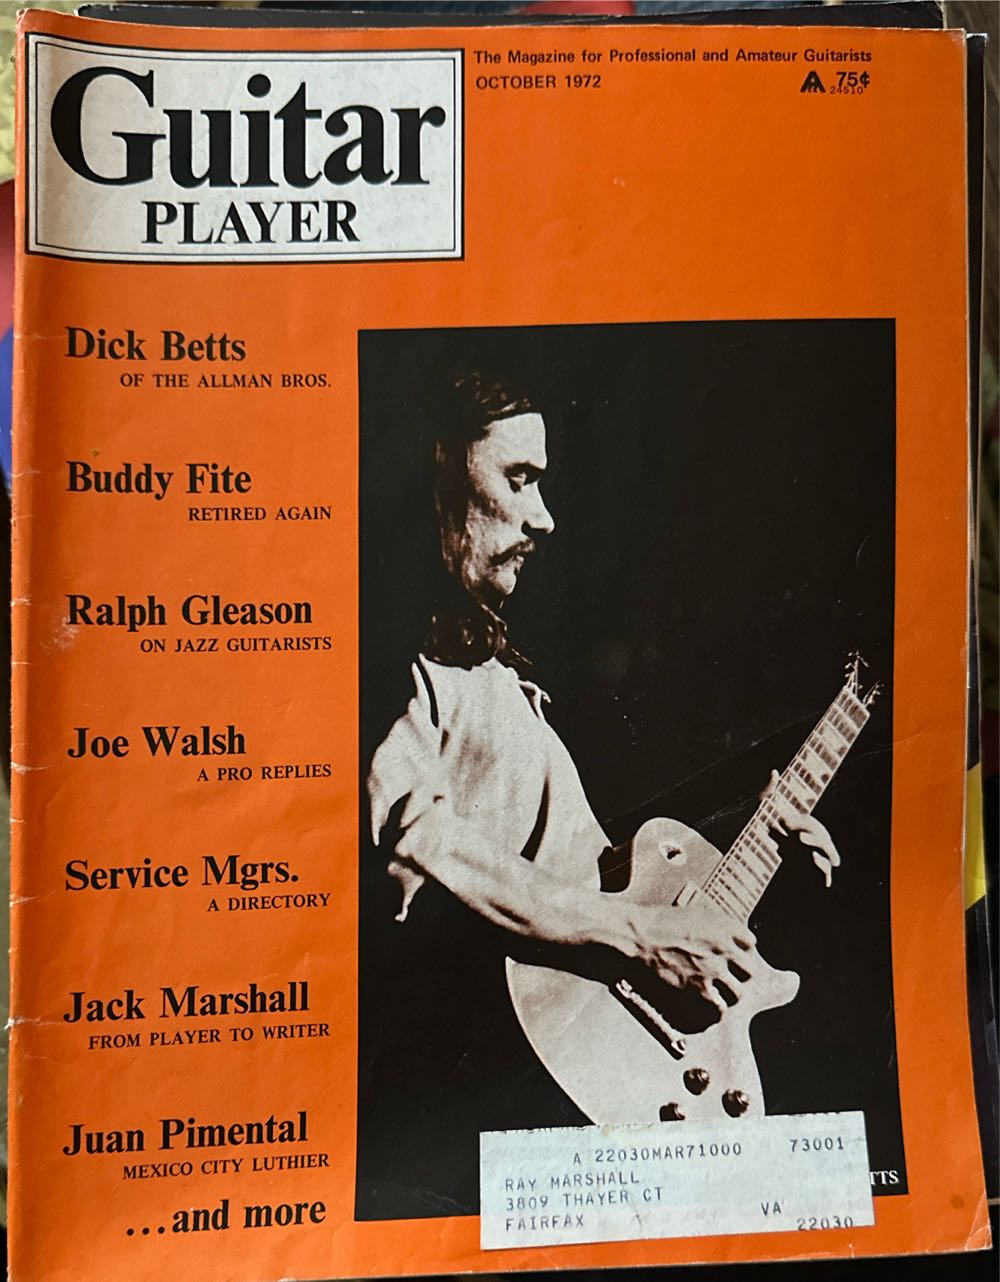 Guitar
PLAYER
The Magazine for Professional and Amateur Guitarists
OCTOBER 1972
75¢
24510
Dick Betts
OF THE ALLMAN BROS.
Buddy Fite
RETIRED AGAIN
Ralph Gleason
ON JAZZ GUITARISTS
Joe Walsh
A PRO REPLIES
Service Mgrs.
A DIRECTORY
Jack Marshall
FROM PLAYER TO WRITER
Juan Pimental
MEXICO CITY LUTHIER
...and more
TTS
A 22030MAR71000 73001
RAY MARSHALL
3809 THAYER CT
FAIRFAX VA
22030